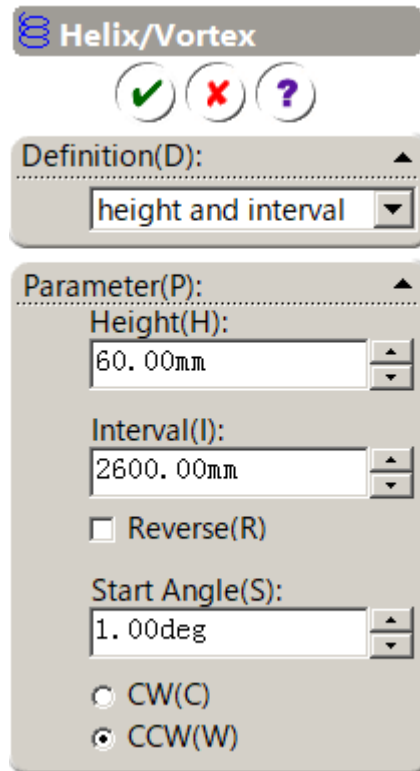 Helix/Vortex
?
Definition(D):
height and interval
Parameter(P):
Height(H):
60.00mm
Interval(I):
2600.00mm
Reverse(R)
Start Angle(S):
1.00deg
CW(C)
CCW(W)